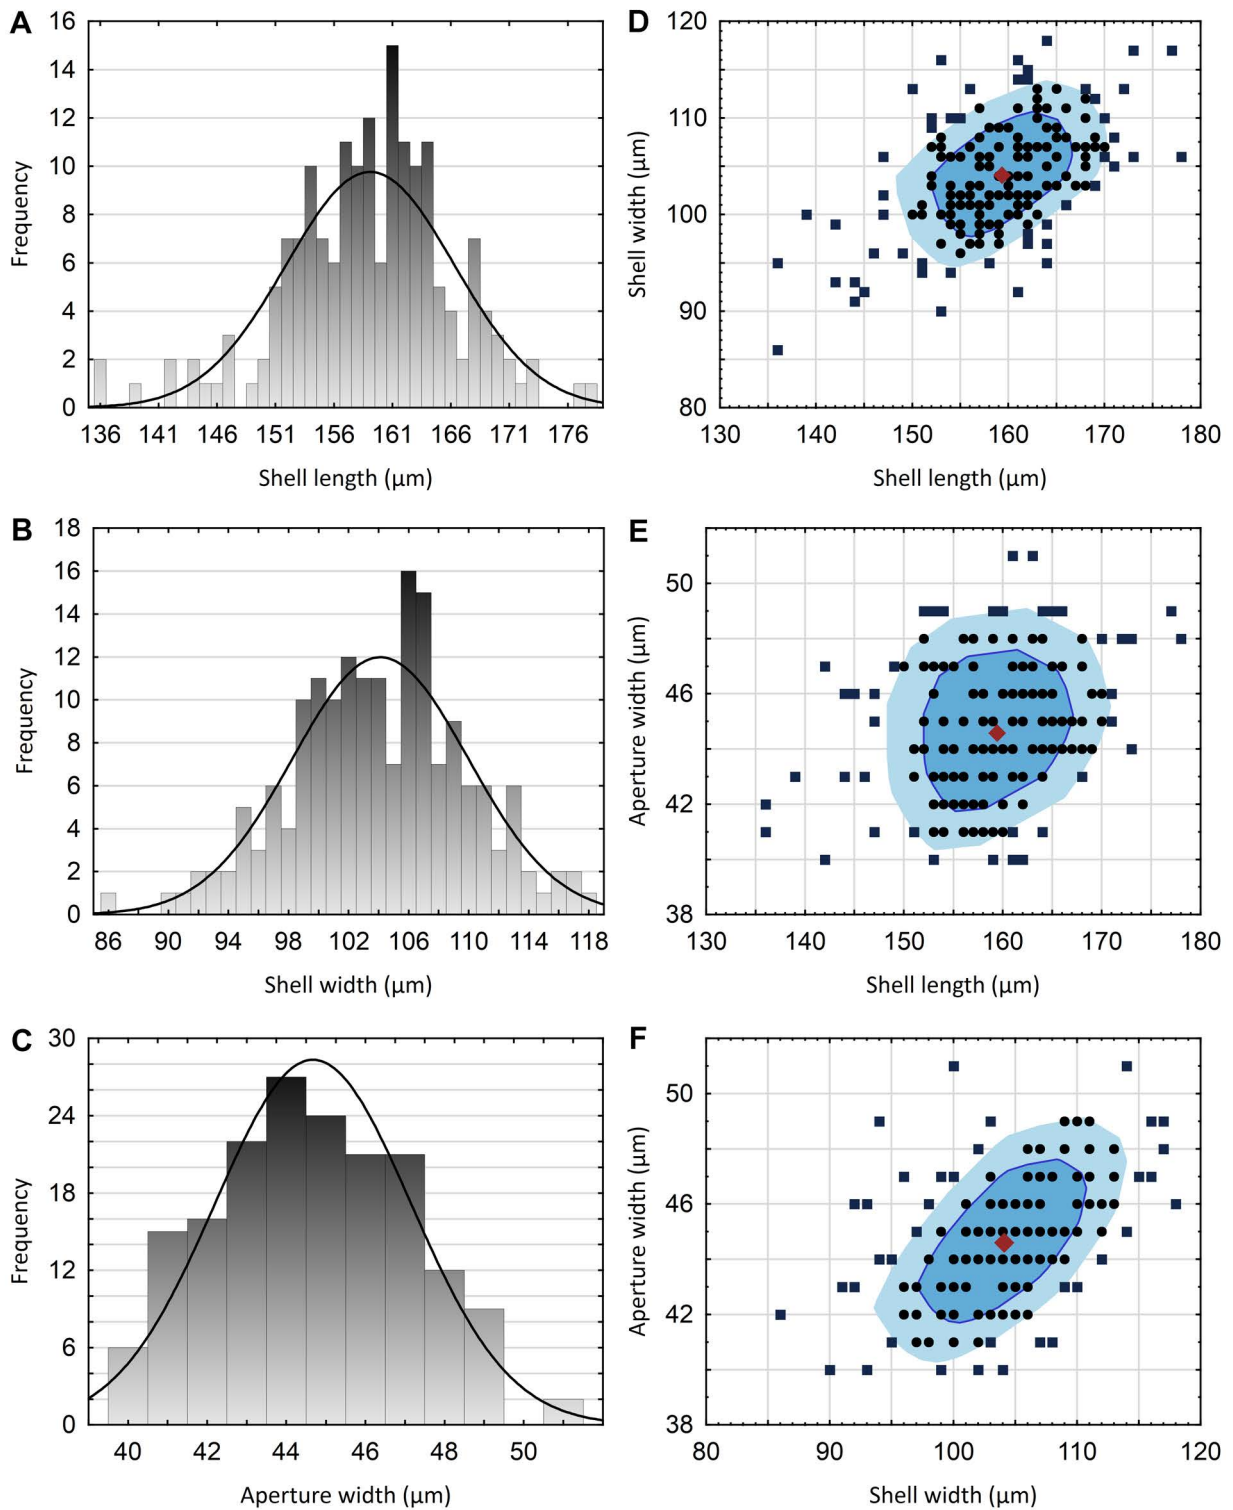 A
16
14
12
10
8
6
4
2
0
Frequency
136 141 146 151 156 161 166 171 176
Shell length (µm)
D
120
110
100
90
80
Shell width (µm)
130 140 150 160 170 180
Shell length (µm)
B
18
16
14
12
10
8
6
4
2
0
Frequency
86 90 94 98 102 106 110 114 118
Shell width (µm)
E
50
46
42
38
Aperture width (µm)
130 140 150 160 170 180
Shell length (µm)
C
30
24
18
12
6
0
Frequency
40 42 44 46 48 50
Aperture width (µm)
F
50
46
42
38
Aperture width (µm)
80 90 100 110 120
Shell width (µm)